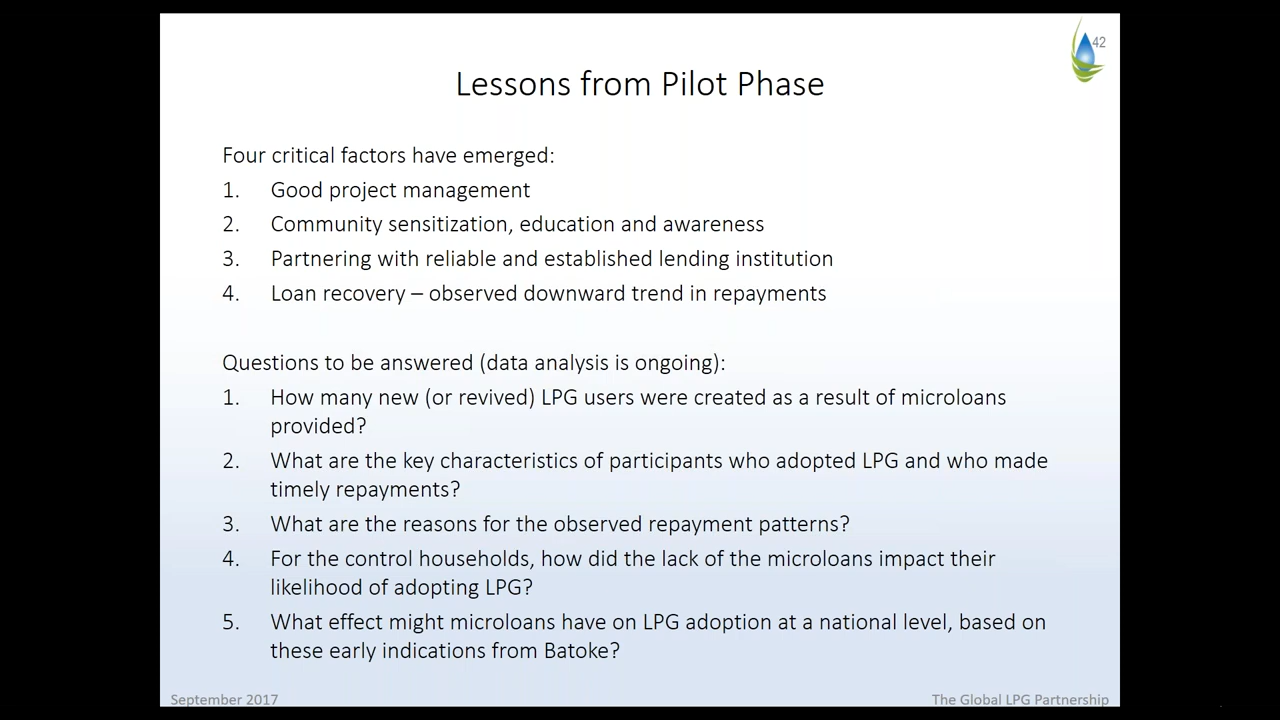 42
Lessons from Pilot Phase
Four critical factors have emerged:
1. Good project management
2. Community sensitization, education and awareness
3. Partnering with reliable and established lending institution
4. Loan recovery – observed downward trend in repayments
Questions to be answered (data analysis is ongoing):
1. How many new (or revived) LPG users were created as a result of microloans
provided?
2. What are the key characteristics of participants who adopted LPG and who made
timely repayments?
3. What are the reasons for the observed repayment patterns?
4. For the control households, how did the lack of the microloans impact their
likelihood of adopting LPG?
5. What effect might microloans have on LPG adoption at a national level, based on
these early indications from Batoke?
September 2017
The Global LPG Partnership